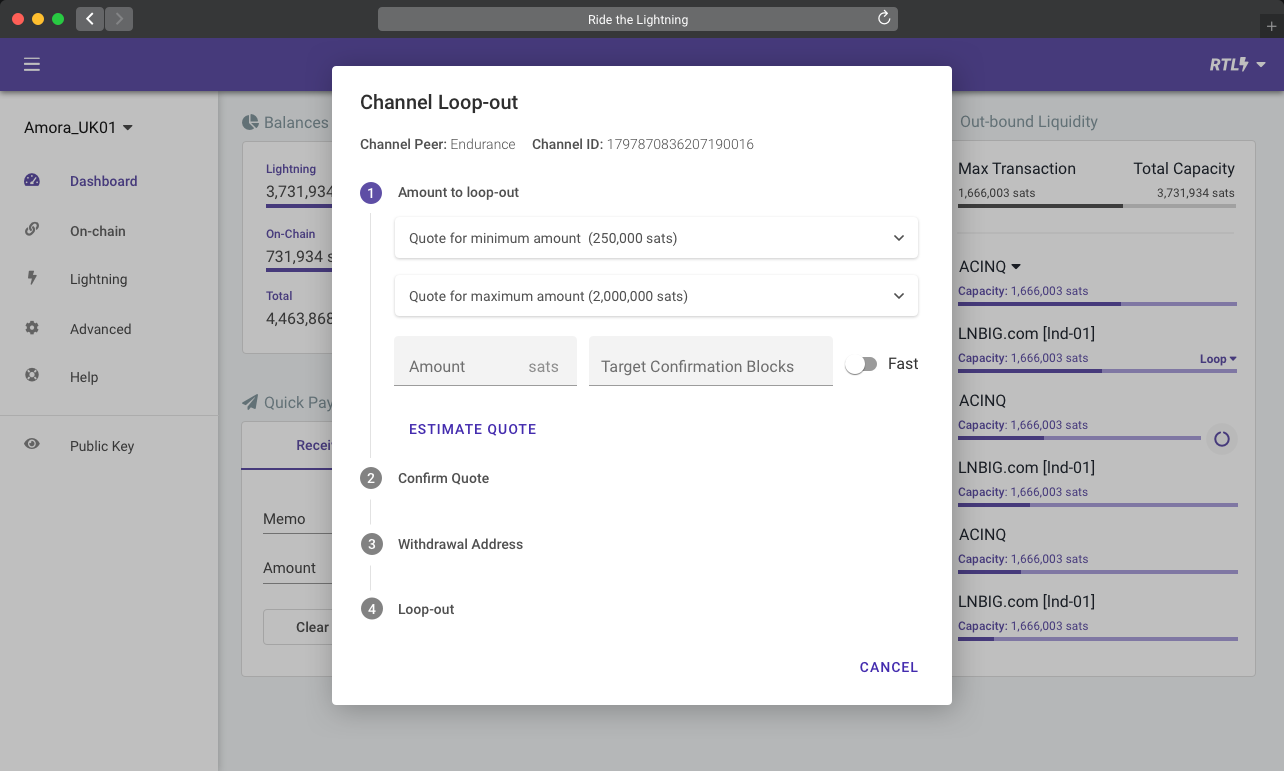 Ride the Lightning
RTL
Amora_UK01
Dashboard
On-chain
Lightning
Advanced
Help
Public Key
Balances
Lightning
3,731,934
On-Chain
731,934 s
Total
4,463,868
Quick Pay
Recei
Memo
Amount
Clear
Channel Loop-out
Channel Peer: Endurance Channel ID: 1797870836207190016
1 Amount to loop-out
Quote for minimum amount (250,000 sats)
Quote for maximum amount (2,000,000 sats)
Amount sats Target Confirmation Blocks Fast
ESTIMATE QUOTE
2 Confirm Quote
3 Withdrawal Address
4 Loop-out
CANCEL
Out-bound Liquidity
Max Transaction Total Capacity
1,666,003 sats 3,731,934 sats
ACINQ
Capacity: 1,666,003 sats
LNBIG.com [lnd-01]
Capacity: 1,666,003 sats Loop
ACINQ
Capacity: 1,666,003 sats
LNBIG.com [lnd-01]
Capacity: 1,666,003 sats
ACINQ
Capacity: 1,666,003 sats
LNBIG.com [lnd-01]
Capacity: 1,666,003 sats